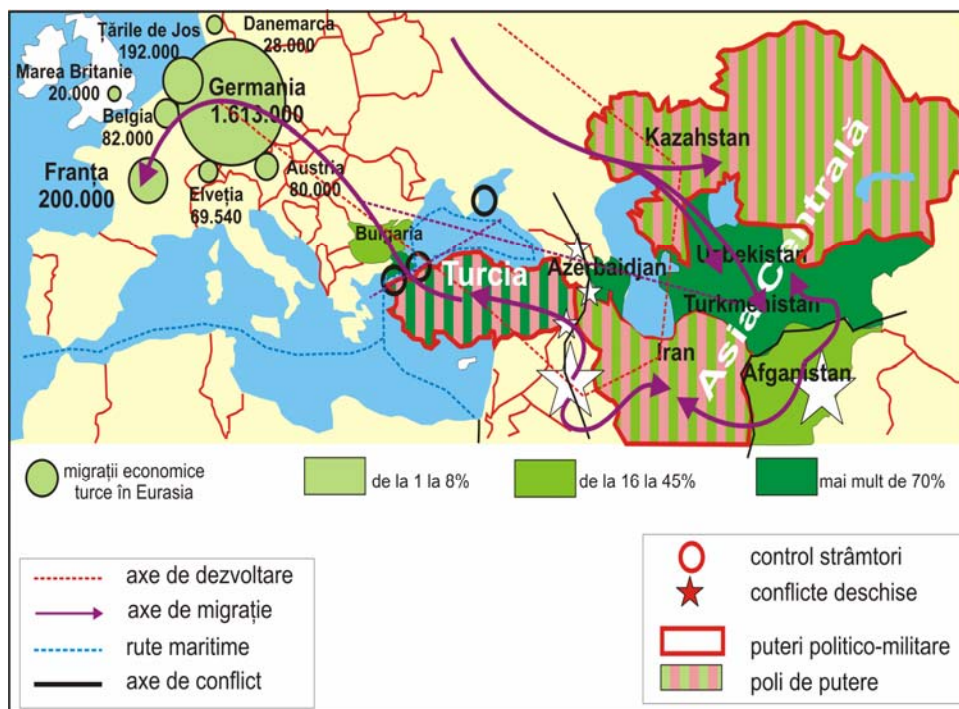 Țările de Jos
192.000
Danemarca
28.000
Marea Britanie
20.000
Germania
1.613.000
Belgia
82.000
Franța
200.000
Elveția
69.540
Austria
80.000
Bulgaria
Turcia
Azerbaidjan
Kazahstan
Uzbekistan
Turkmenistan
Iran
Afganistan
Asia Centrală
migrații economice
turce în Eurasia
de la 1 la 8%
de la 16 la 45%
mai mult de 70%
axe de dezvoltare
axe de migrație
rute maritime
axe de conflict
control strâmtori
conflicte deschise
puteri politico-militare
poli de putere